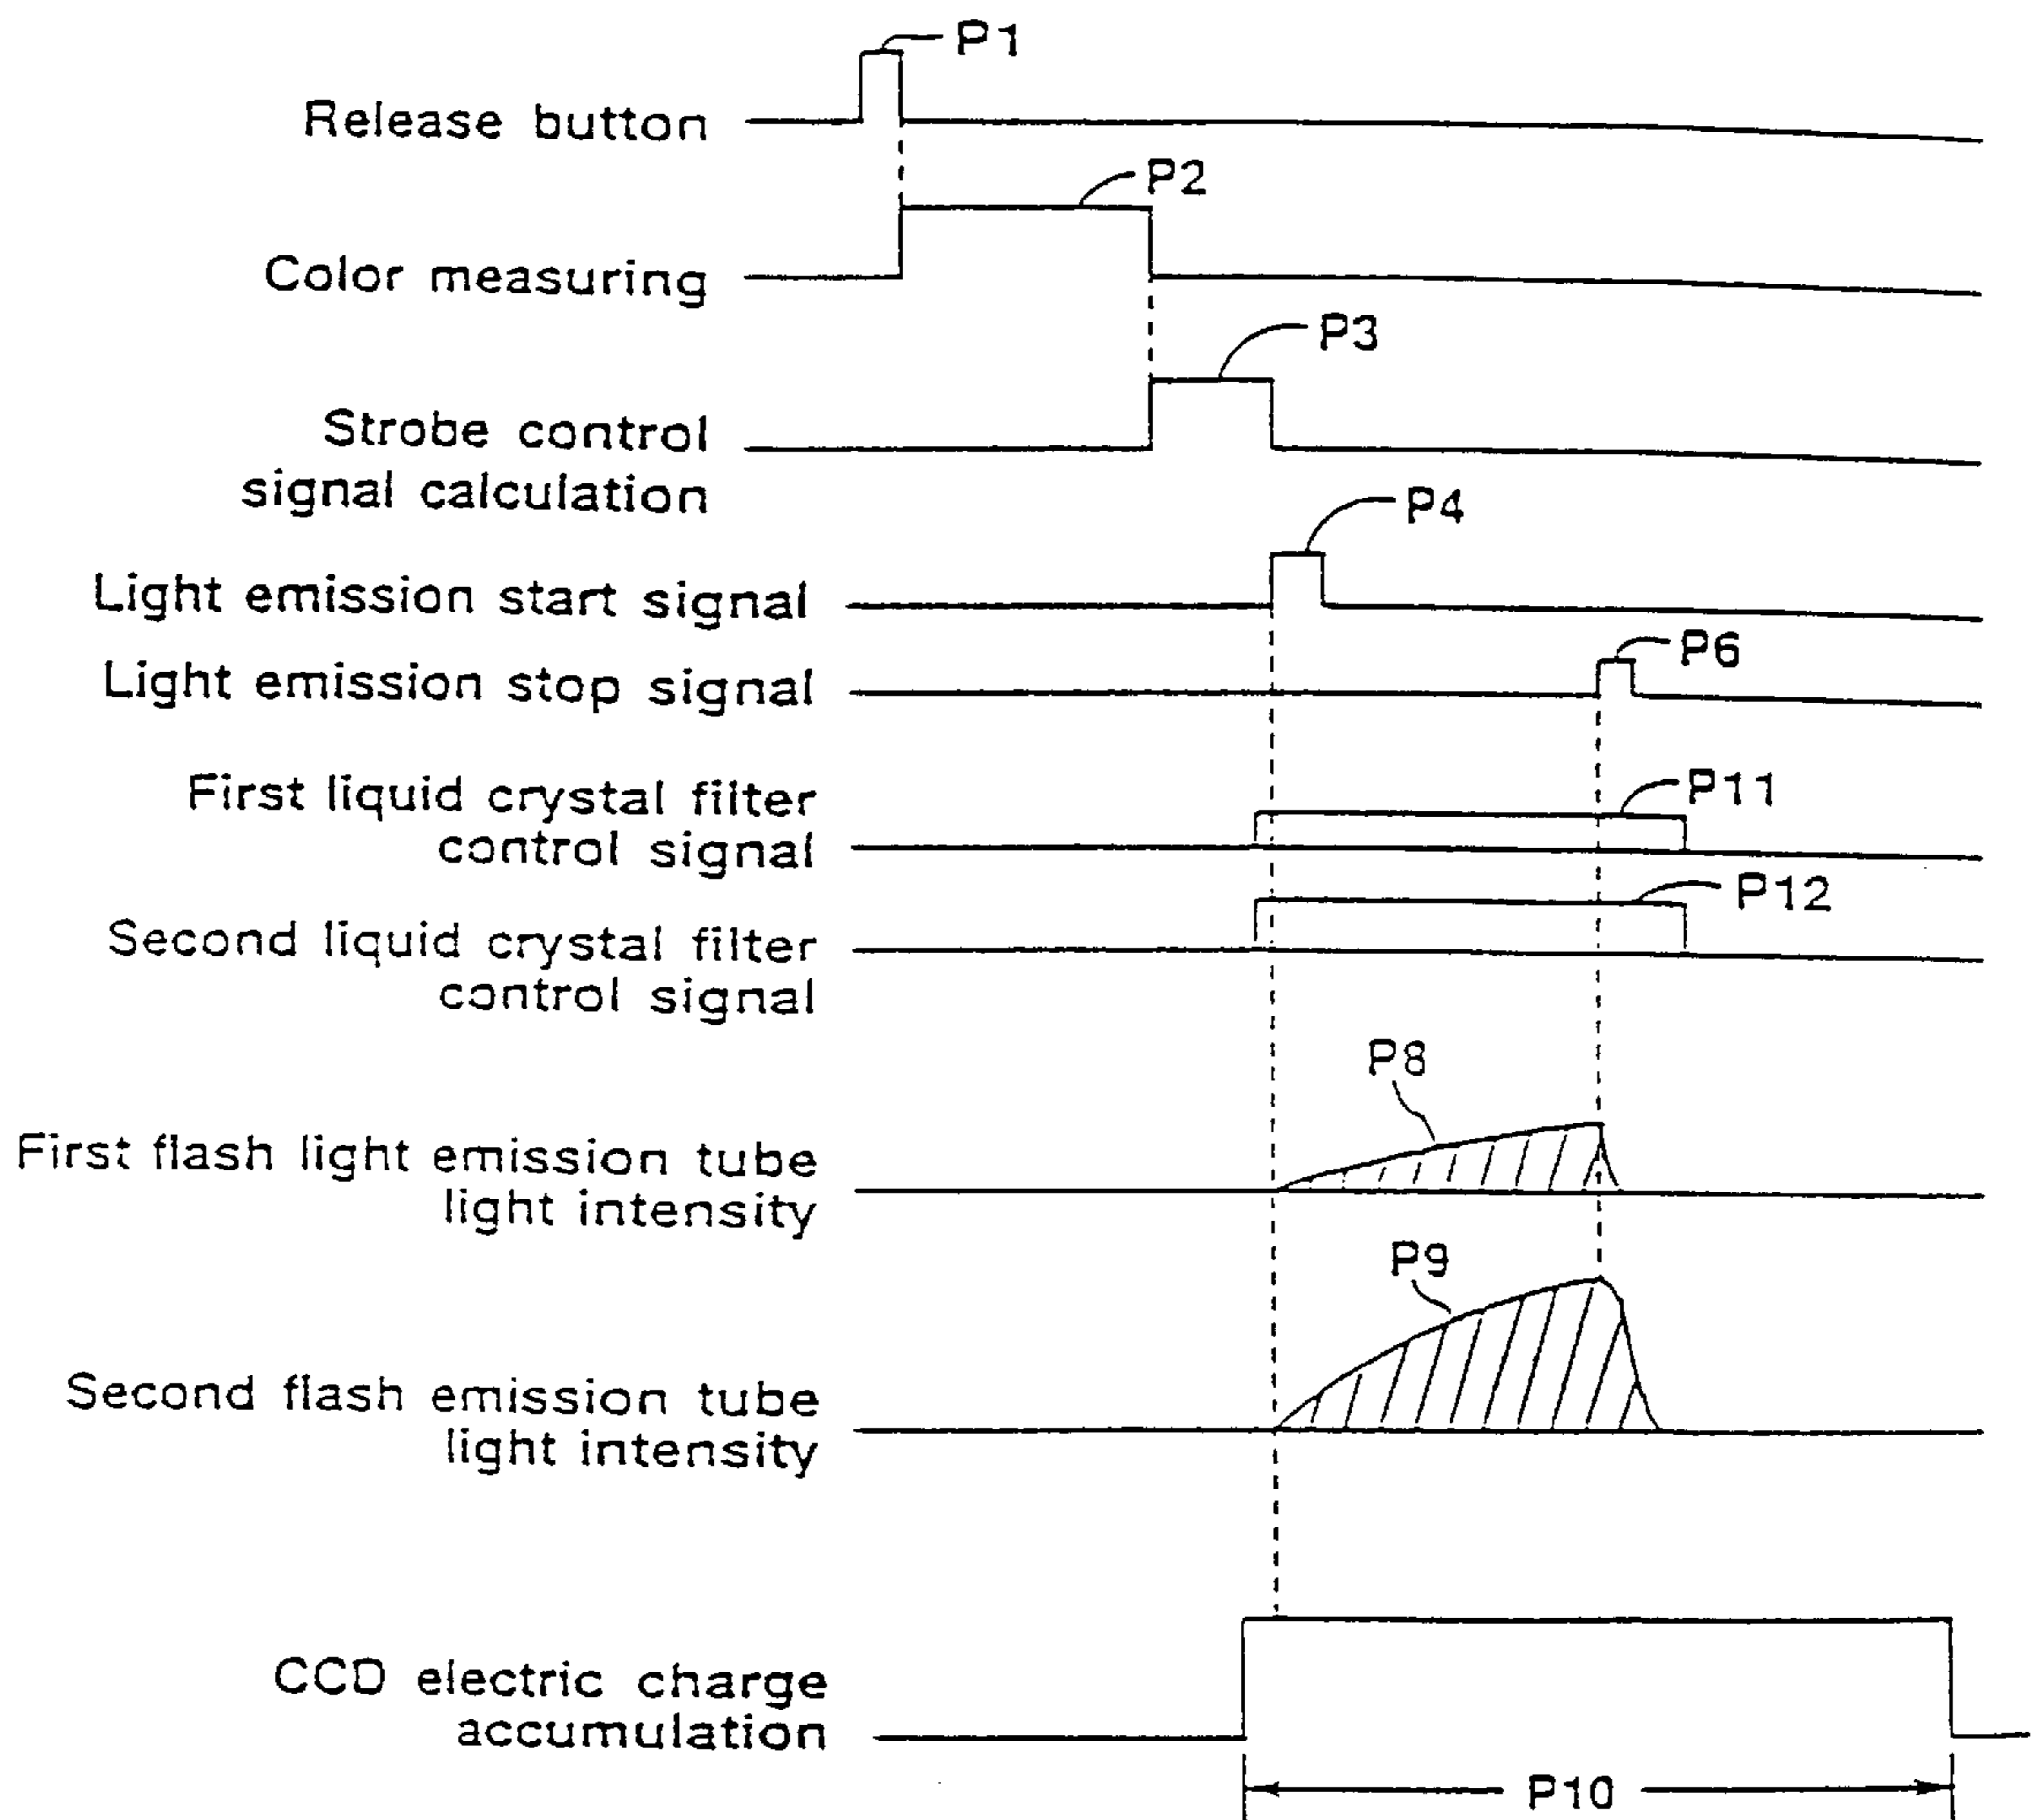 P1
Release button
P2
Color measuring
P3
Strobe control
signal calculation
P4
Light emission start signal
P6
Light emission stop signal
P11
First liquid crystal filter
control signal
P12
Second liquid crystal filter
control signal
P8
First flash light emission tube
light intensity
P9
Second flash emission tube
light intensity
CCD electric charge
accumulation
P10